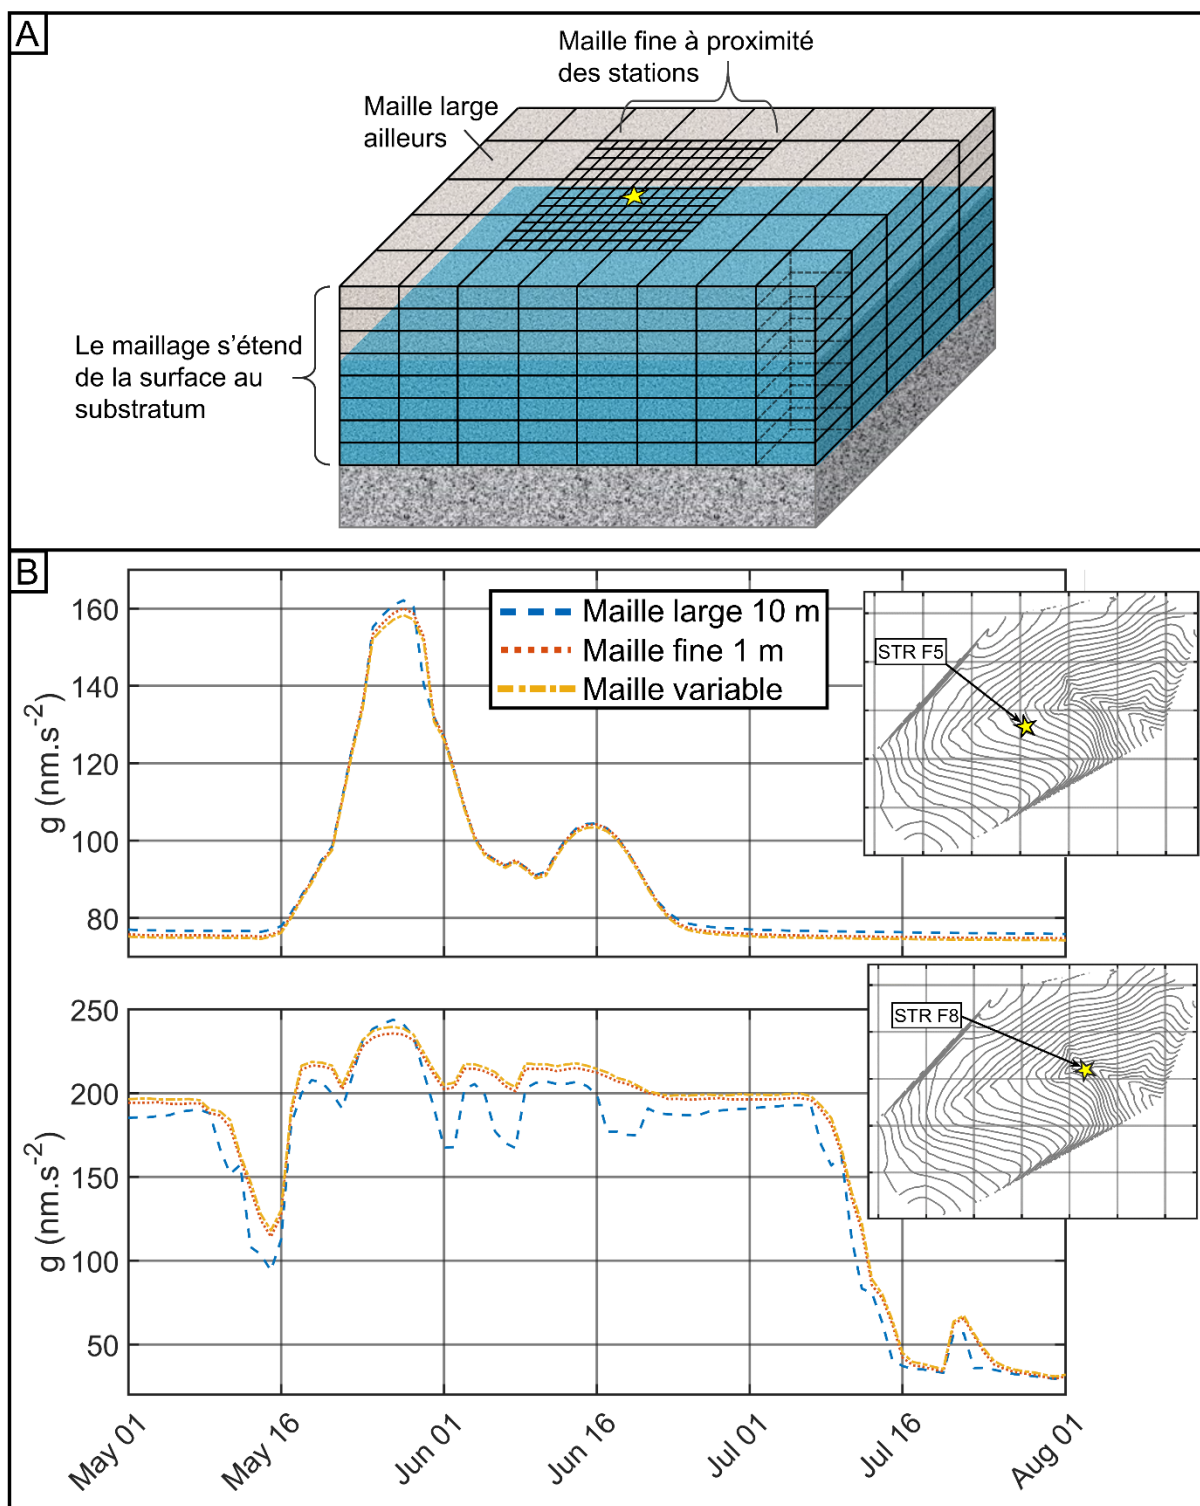 A
Maille fine à proximité
des stations
Maille large
ailleurs
Le maillage s'étend
de la surface au
substratum
B
160
140
120
100
80
g (nm.s-2)
Maille large 10 m
Maille fine 1 m
Maille variable
STR F5
250
200
150
100
50
g (nm.s-2)
STR F8
May 01
May 16
Jun 01
Jun 16
Jul 01
Jul 16
Aug 01